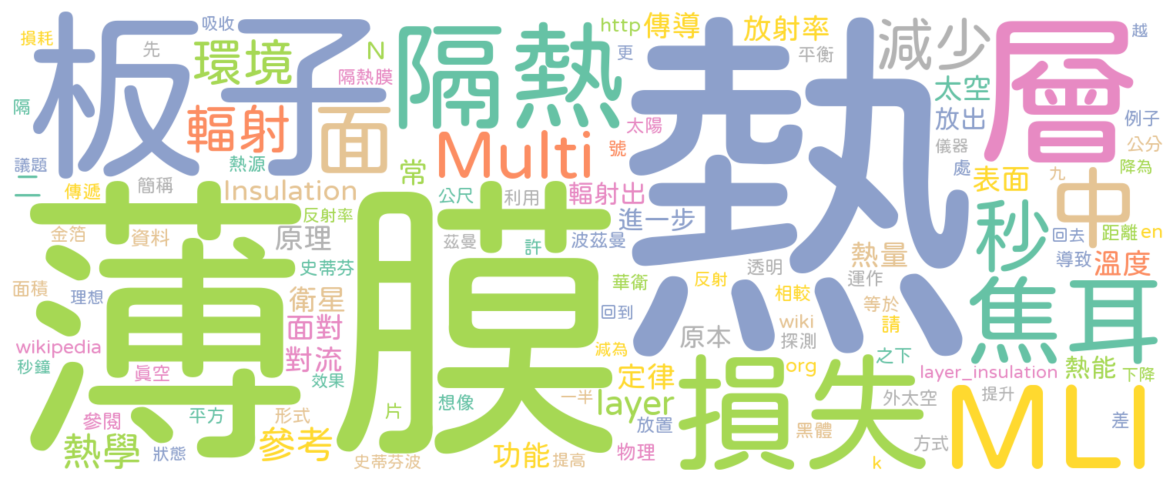 板子
吸收
損耗
先
環境
N
隔熱膜
隔
輻射
面
熱源
議題
二
傳遞
簡稱
Insulation
常
反射率
隔熱
http
傳導
放射率
更
平衡
減少
越
太陽
號
Multi
熱
層
太空
放出
儀器
例子
公分
處
降為
九
表面
中
公尺
利用
輻射出
進一步
茲曼
許
波茲曼
薄膜
金箔
資料
原理
史蒂芬
面積
理想
衛星
面對
wikipedia
秒鐘
對流
真空
效果
參閱
平方
形式
片
熱學
狀態
參考
史蒂芬波
華衛
回到
減為
一半
定律
layer
想像
放置
功能
提高
物理
熱量
透明
運作
反射
相較
等於
wiki
探測
請
原本
org
之下
秒
焦耳
回去
距離
en
導致
溫度
layer_insulation
熱能
下降
外太空
提升
損失
黑體
方式
k
MLI
差